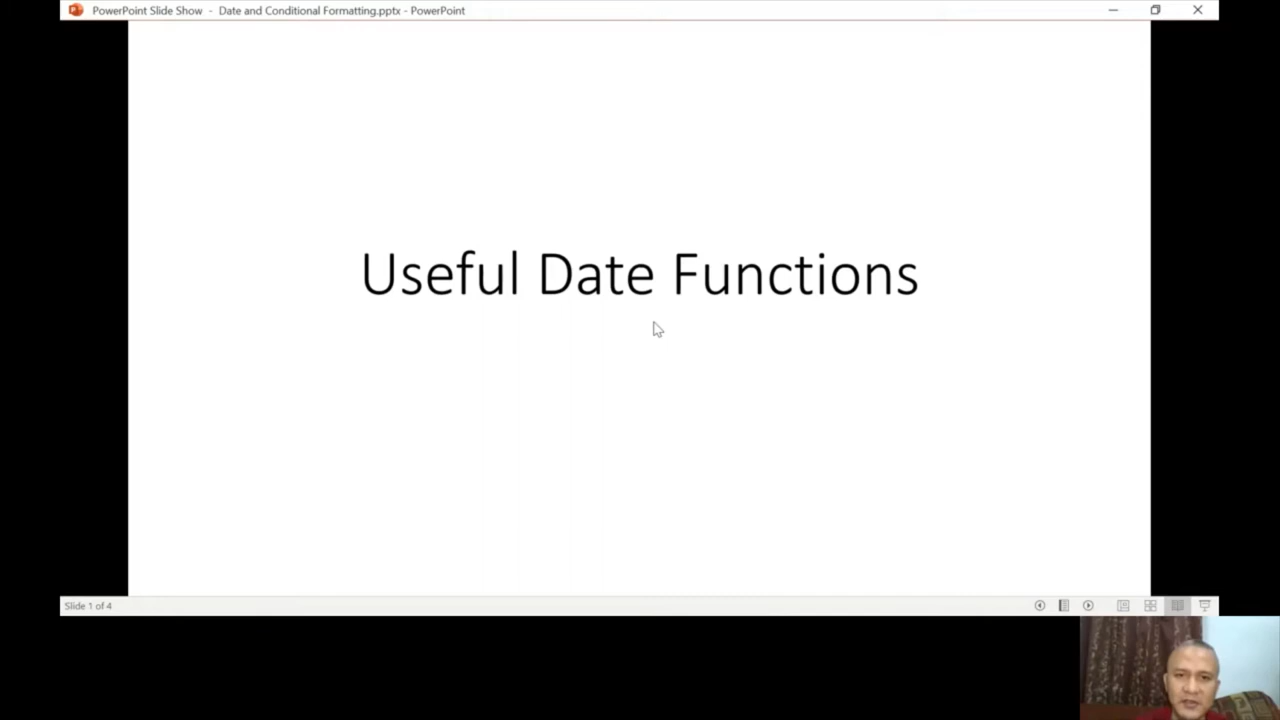 PowerPoint Slide Show - Date and Conditional Formatting.pptx - PowerPoint
Useful Date Functions
Slide 1 of 4